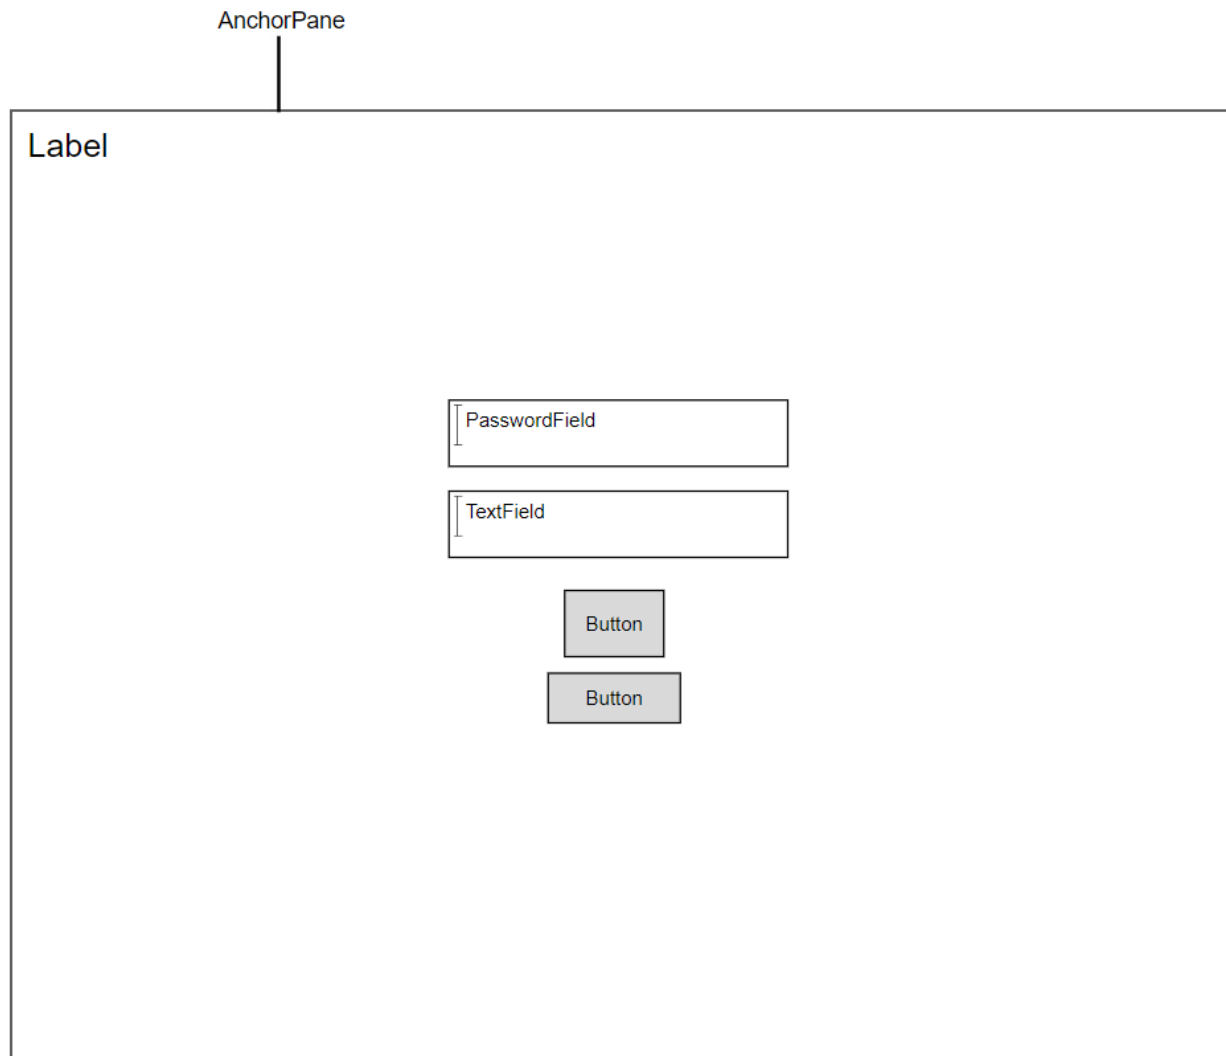 AnchorPane
Label
PasswordField
TextField
Button
Button